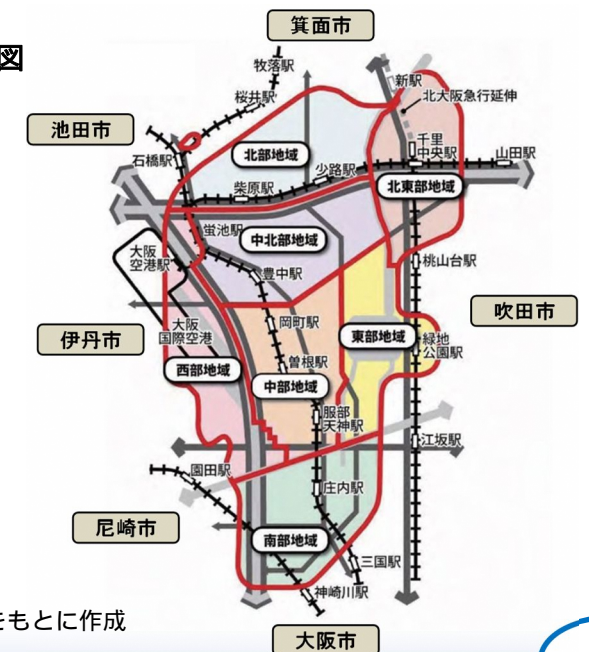 箕面市
図
牧落駅
新駅
桜井駅
北大阪急行延伸
池田市
石橋駅
北部地域
千里
中央駅
山田駅
少路駅
柴原駅
北東部地域
蛍池駅
中北部地域
大阪
空港駅
豊中駅
桃山台駅
吹田市
岡町駅
大阪
国際空港
伊丹市
東部地域
緑地
公園駅
西部地域
曽根駅
中部地域
服部
天神駅
江坂駅
園田駅
庄内駅
尼崎市
南部地域
三国駅
神崎川駅
をもとに作成
大阪市